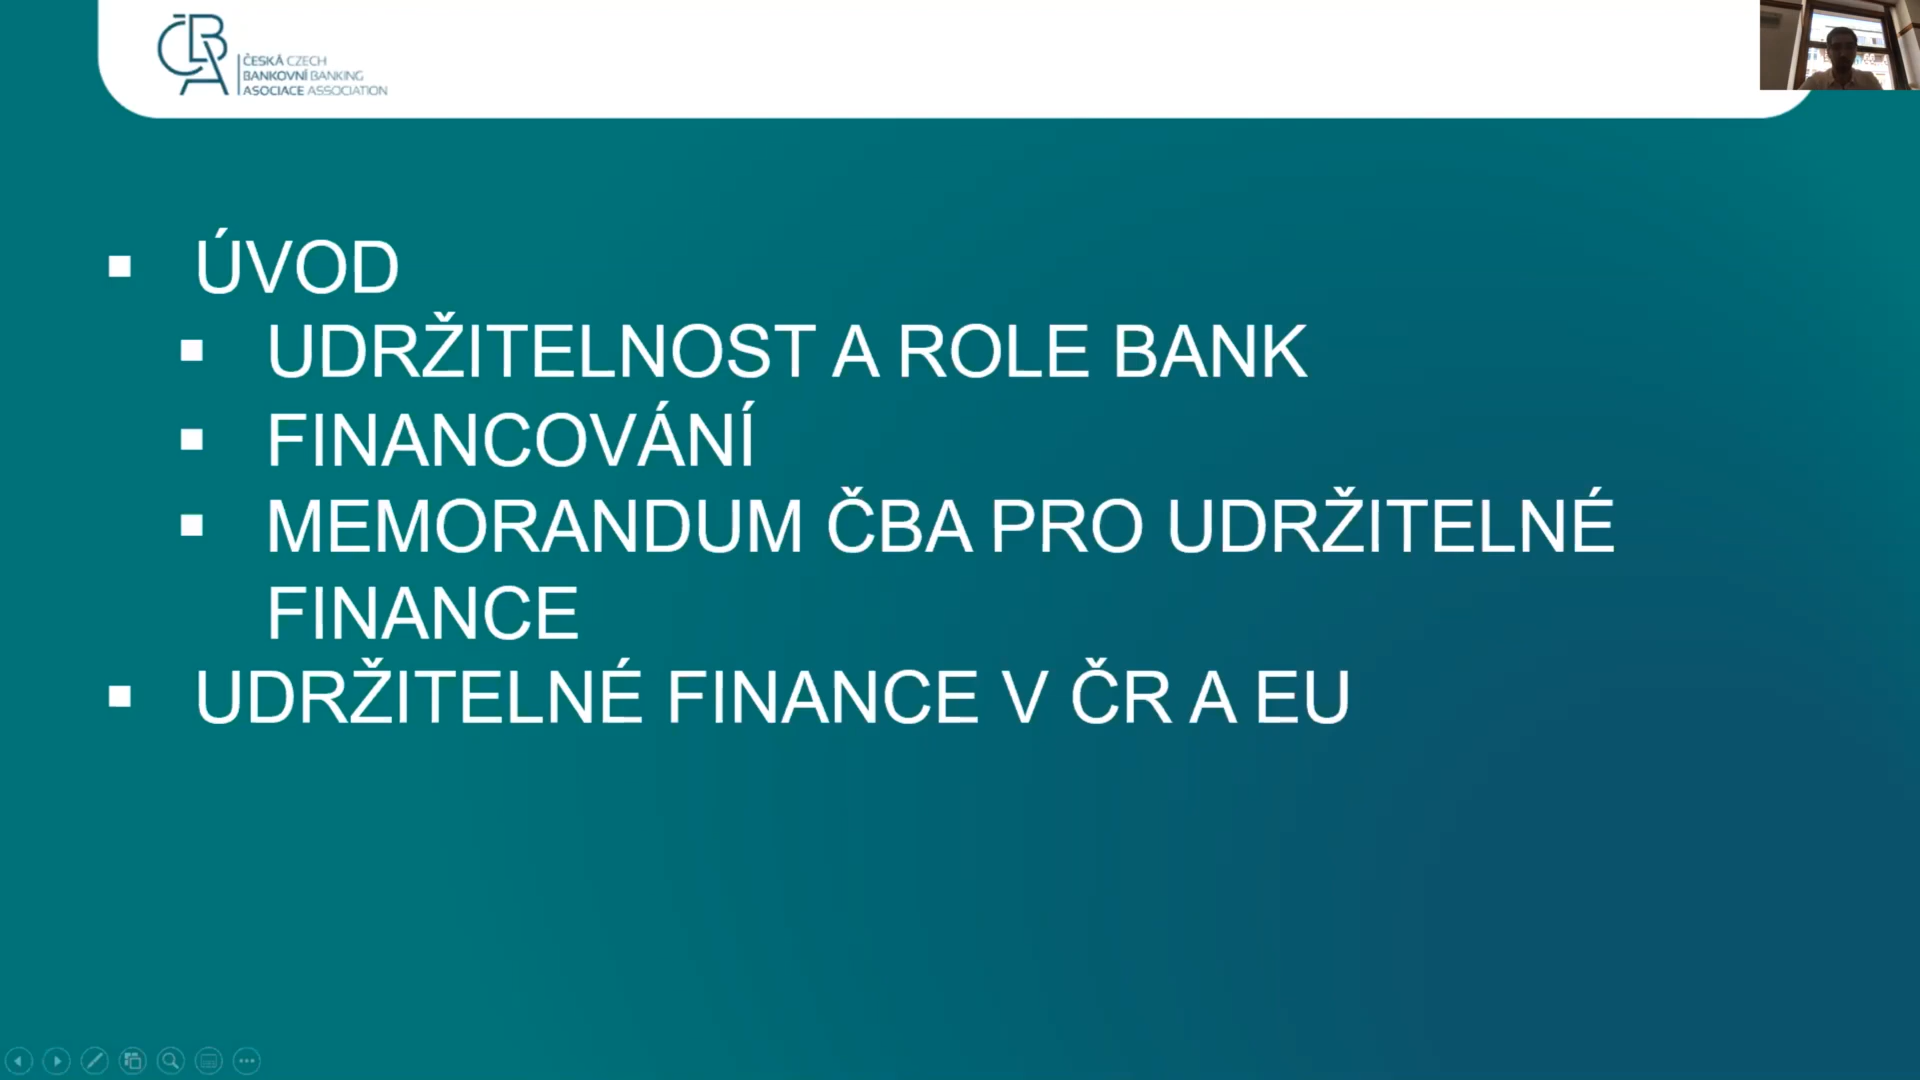 ČBA
ČESKÁ CZECH
BANKOVNÍ BANKING
ASOCIACE ASSOCIATION
ÚVOD
UDRŽITELNOST A ROLE BANK
FINANCOVÁNÍ
MEMORANDUM ČBA PRO UDRŽITELNÉ
FINANCE
UDRŽITELNÉ FINANCE V ČR A EU